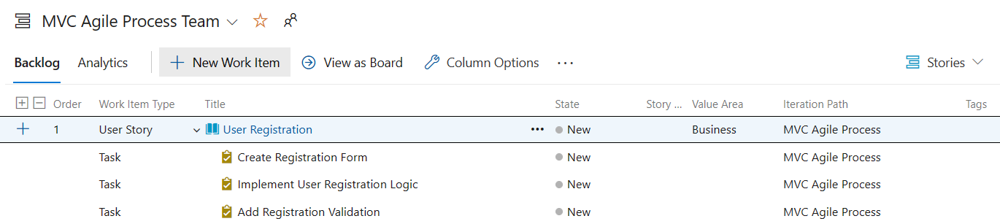 MVC Agile Process Team
Backlog Analytics New Work Item View as Board Column Options ... Stories
Order Work Item Type Title State Story ... Value Area Iteration Path Tags
1 User Story User Registration ... New Business MVC Agile Process
Task Create Registration Form New MVC Agile Process
Task Implement User Registration Logic New MVC Agile Process
Task Add Registration Validation New MVC Agile Process